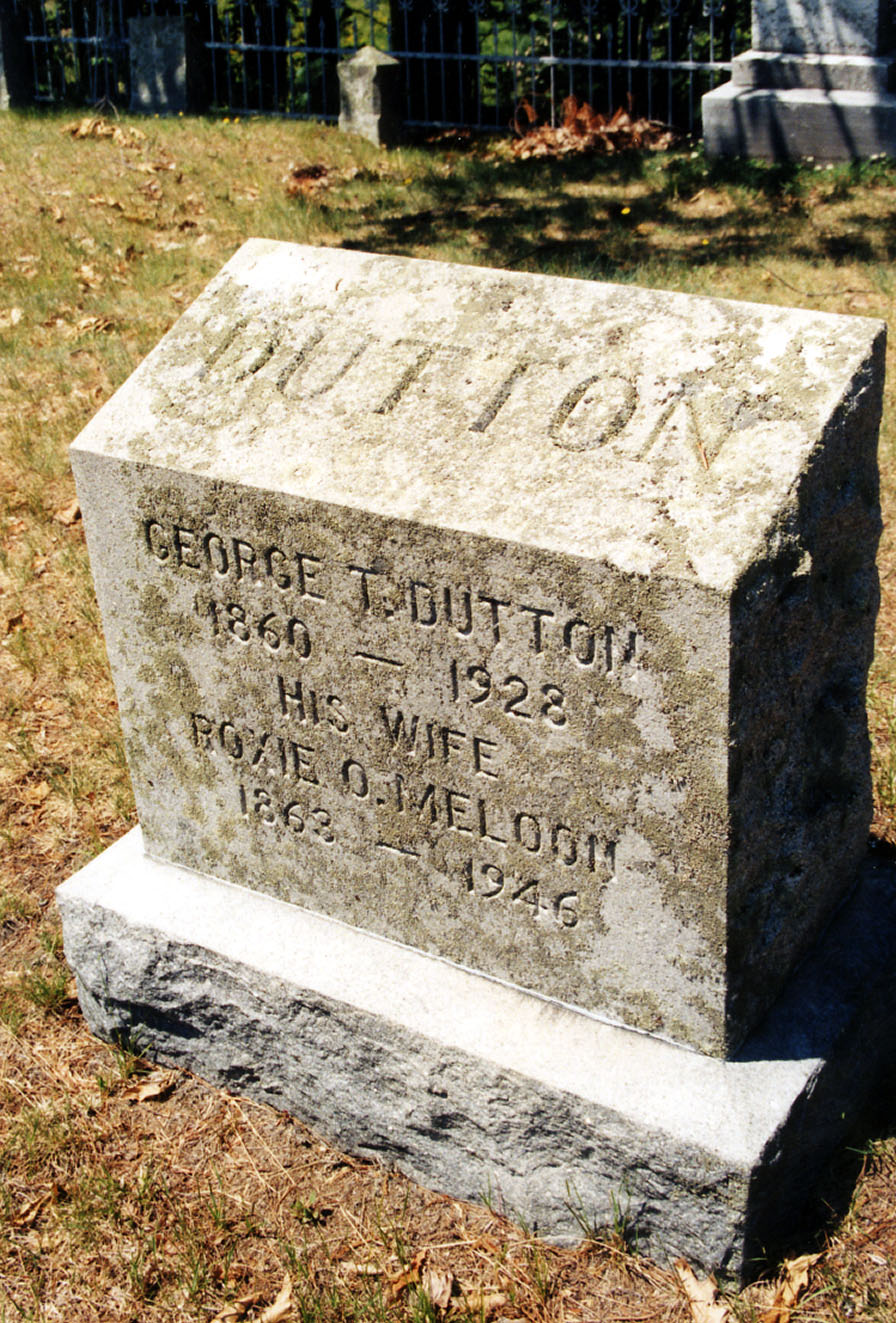 DUTTON
GEORGE T. DUTTON
1860 — 1928
HIS WIFE
ROXIE O. MELOON
1863 — 1946